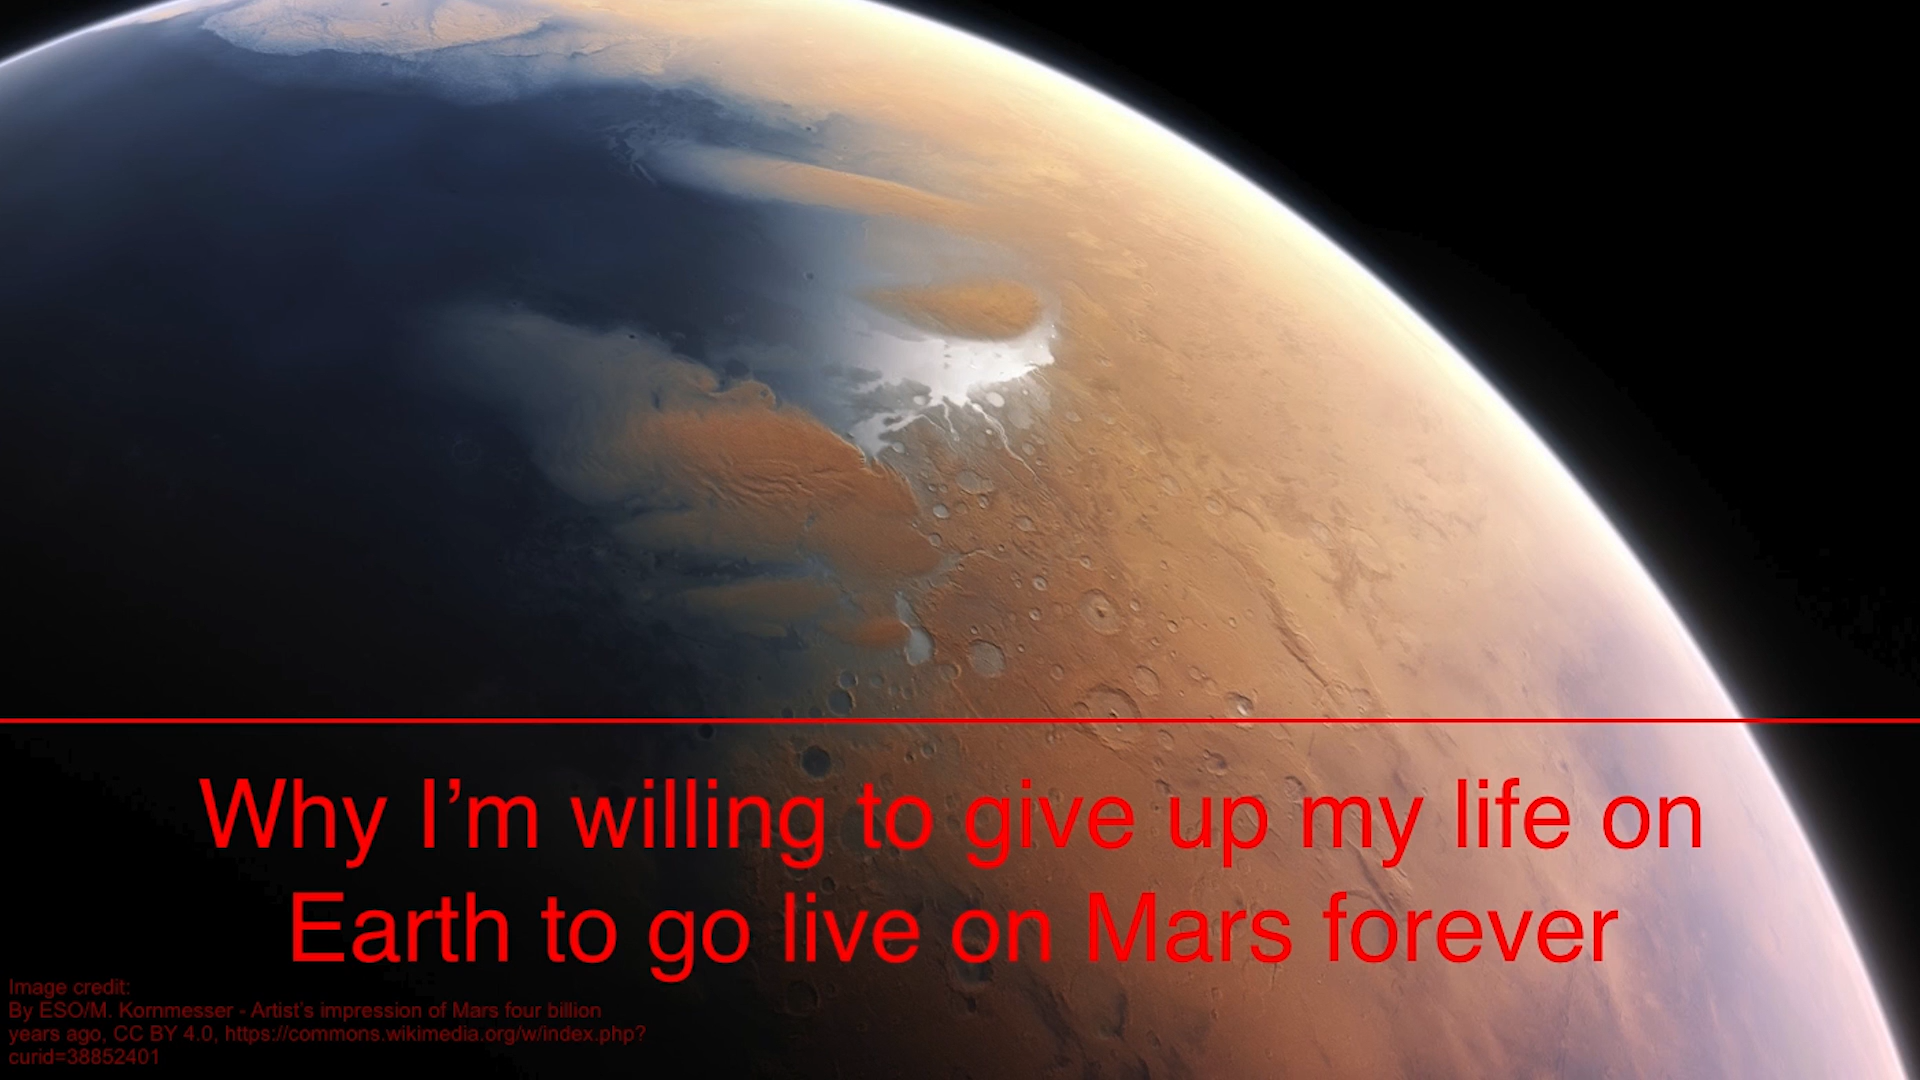 Why I’m willing to give up my life on
Earth to go live on Mars forever
Image credit:
By ESO/M. Kornmesser - Artist’s impression of Mars four billion
years ago, CC BY 4.0, https://commons.wikimedia.org/w/index.php?
curid=38852401